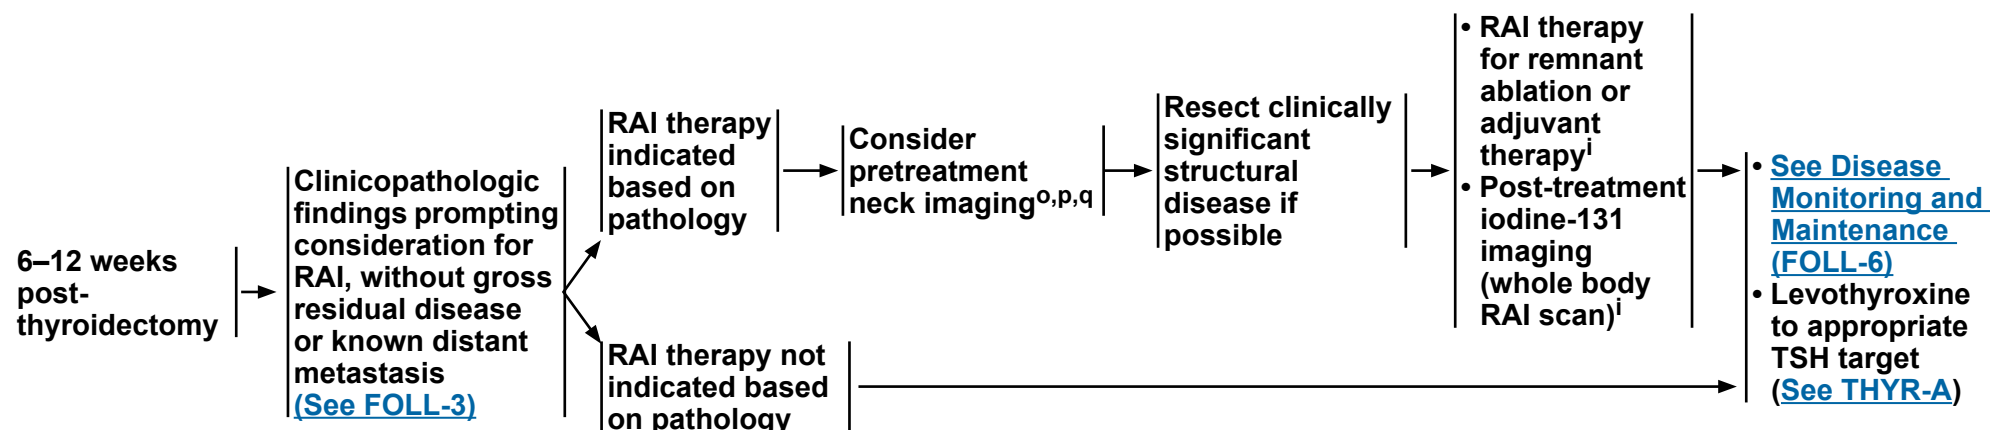 6–12 weeks
post-
thyroidectomy
Clinicopathologic
findings prompting
consideration for
RAI, without gross
residual disease
or known distant
metastasis
(See FOLL-3)
RAI therapy
indicated
based on
pathology
RAI therapy not
indicated based
on pathology
Consider
pretreatment
neck imaging^o,p,q
Resect clinically
significant
structural
disease if
possible
• RAI therapy
for remnant
ablation or
adjuvant
therapy^i
• Post-treatment
iodine-131
imaging
(whole body
RAI scan)^i
• See Disease
Monitoring and
Maintenance
(FOLL-6)
• Levothyroxine
to appropriate
TSH target
(See THYR-A)